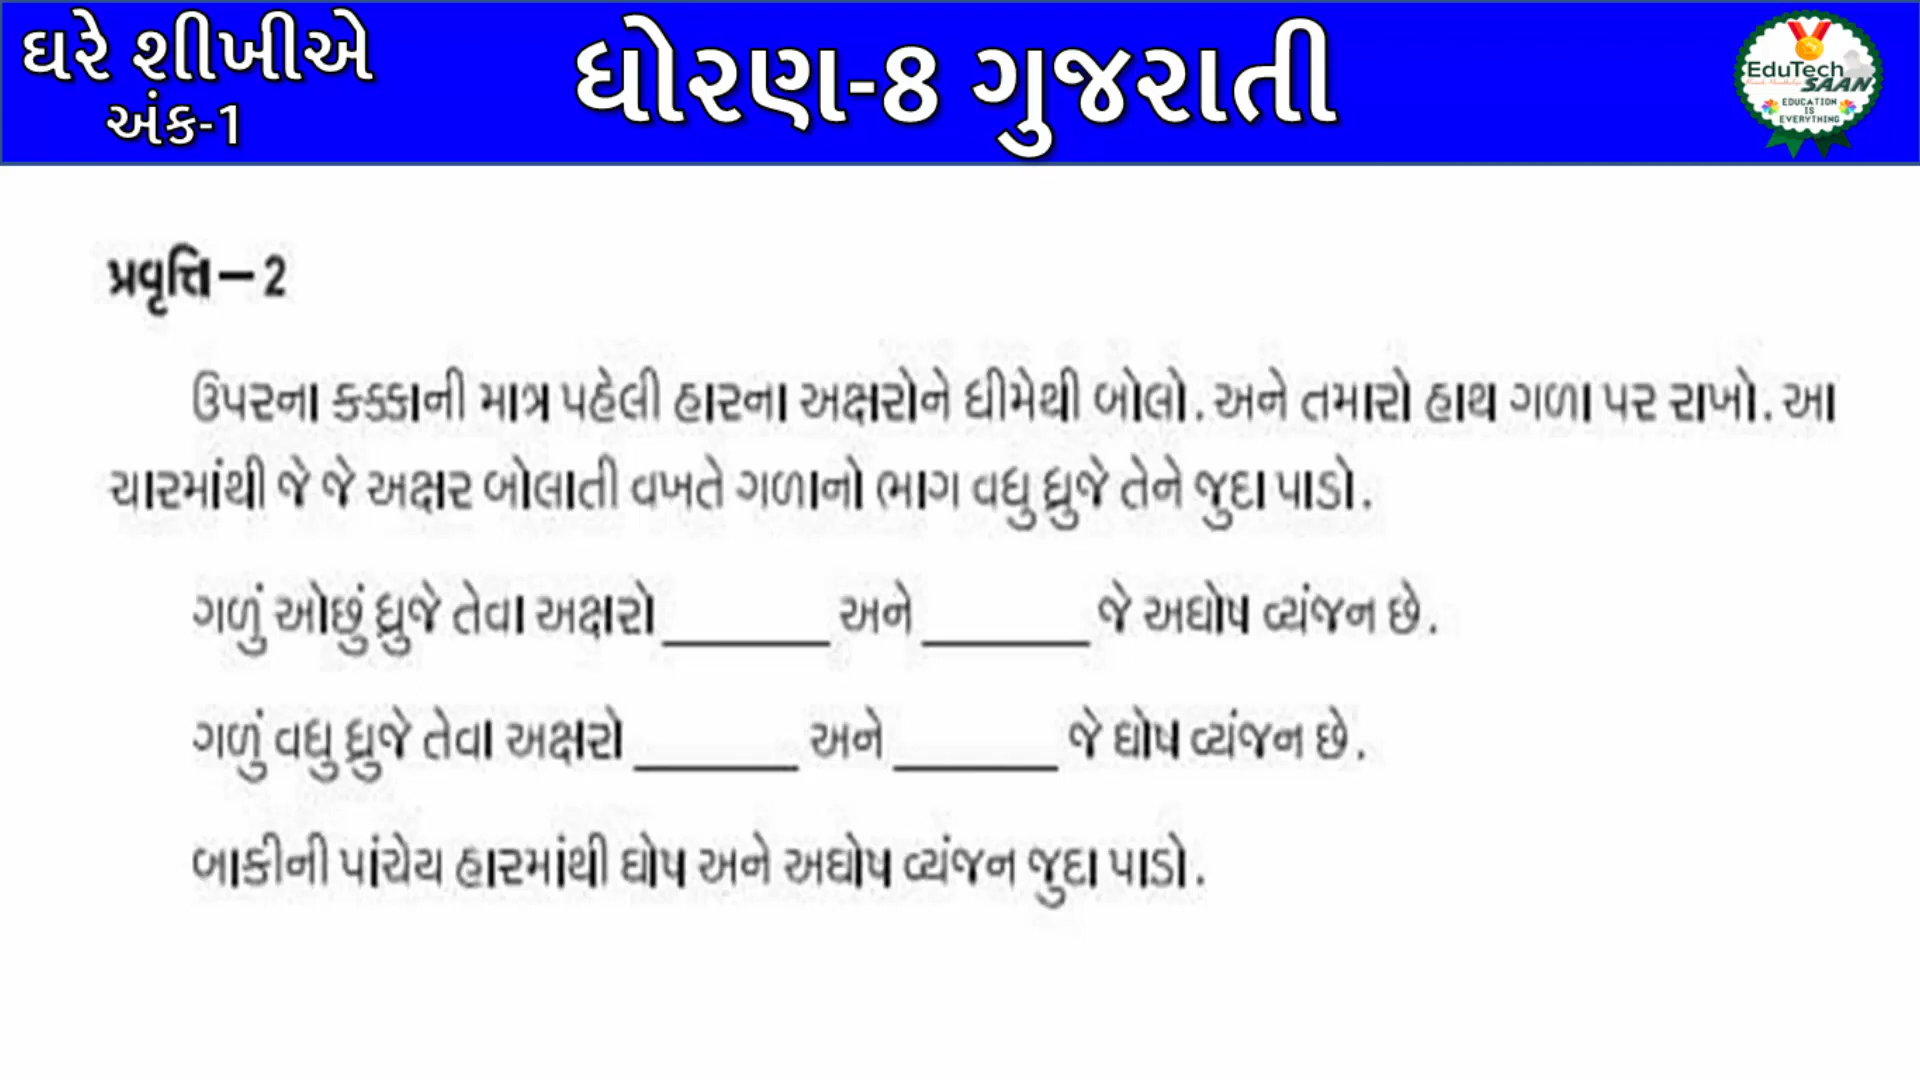 ઘરે શીખીએ
અંક-1
ધોરણ-8 ગુજરાતી
EduTech
SAAN
EDUCATION
IS
EVERYTHING
પ્રવૃત્તિ – 2
ઉપરના કક્કાની માત્ર પહેલી હારના અક્ષરોને ધીમેથી બોલો. અને તમારો હાથ ગળા પર રાખો. આ
ચારમાંથી જે જે અક્ષર બોલાતી વખતે ગળાનો ભાગ વધુ ધ્રુજે તેને જુદા પાડો.
ગળું ઓછું ધ્રુજે તેવા અક્ષરો ______ અને ______ જે અઘોષ વ્યંજન છે.
ગળું વધુ ધ્રુજે તેવા અક્ષરો ______ અને ______ જે ઘોષ વ્યંજન છે.
બાકીની પાંચેય હારમાંથી ઘોષ અને અઘોષ વ્યંજન જુદા પાડો.